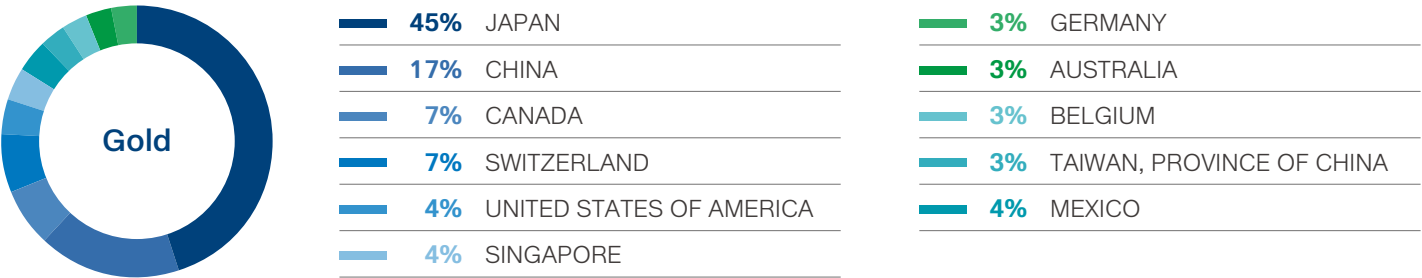 Gold
45% JAPAN
17% CHINA
7% CANADA
7% SWITZERLAND
4% UNITED STATES OF AMERICA
4% SINGAPORE
3% GERMANY
3% AUSTRALIA
3% BELGIUM
3% TAIWAN, PROVINCE OF CHINA
4% MEXICO